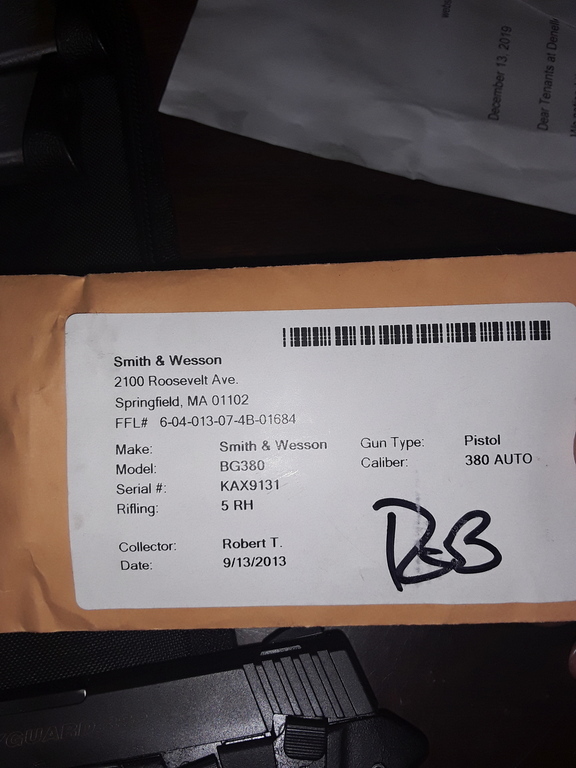 December 13, 2019
Dear Tenants at
Smith & Wesson
2100 Roosevelt Ave.
Springfield, MA 01102
FFL# 6-04-013-07-4B-01684
Make: Smith & Wesson Gun Type: Pistol
Model: BG380 Caliber: 380 AUTO
Serial #: KAX9131
Rifling: 5 RH
Collector: Robert T.
Date: 9/13/2013